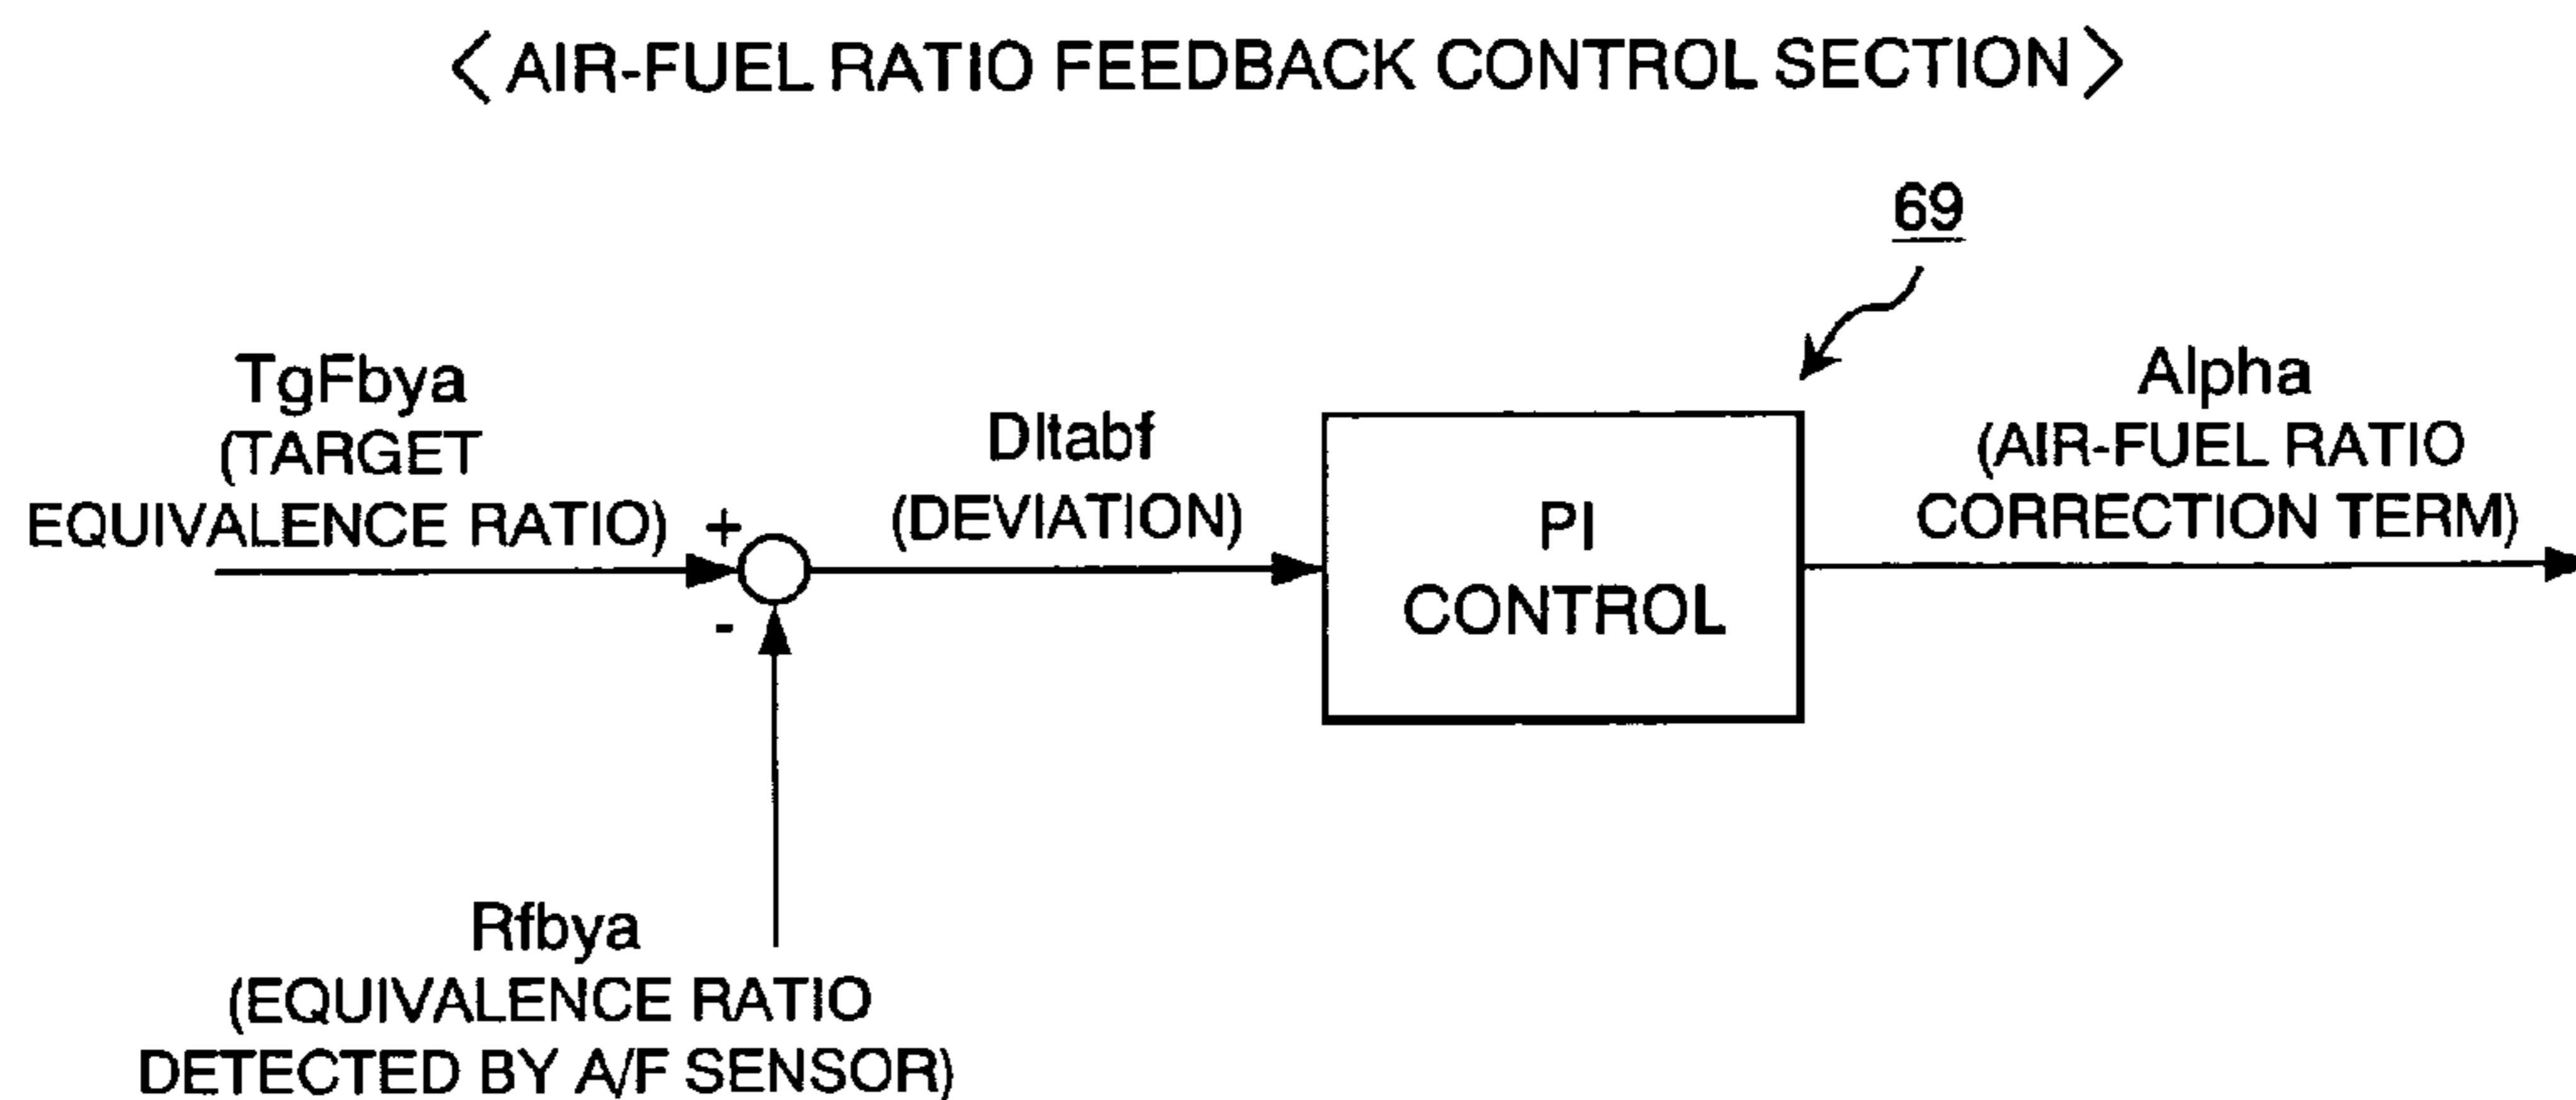 <AIR-FUEL RATIO FEEDBACK CONTROL SECTION>
69
TgFbya
(TARGET
EQUIVALENCE RATIO)
+
-
Dltabf
(DEVIATION)
PI
CONTROL
Alpha
(AIR-FUEL RATIO
CORRECTION TERM)
Rfbya
(EQUIVALENCE RATIO
DETECTED BY A/F SENSOR)